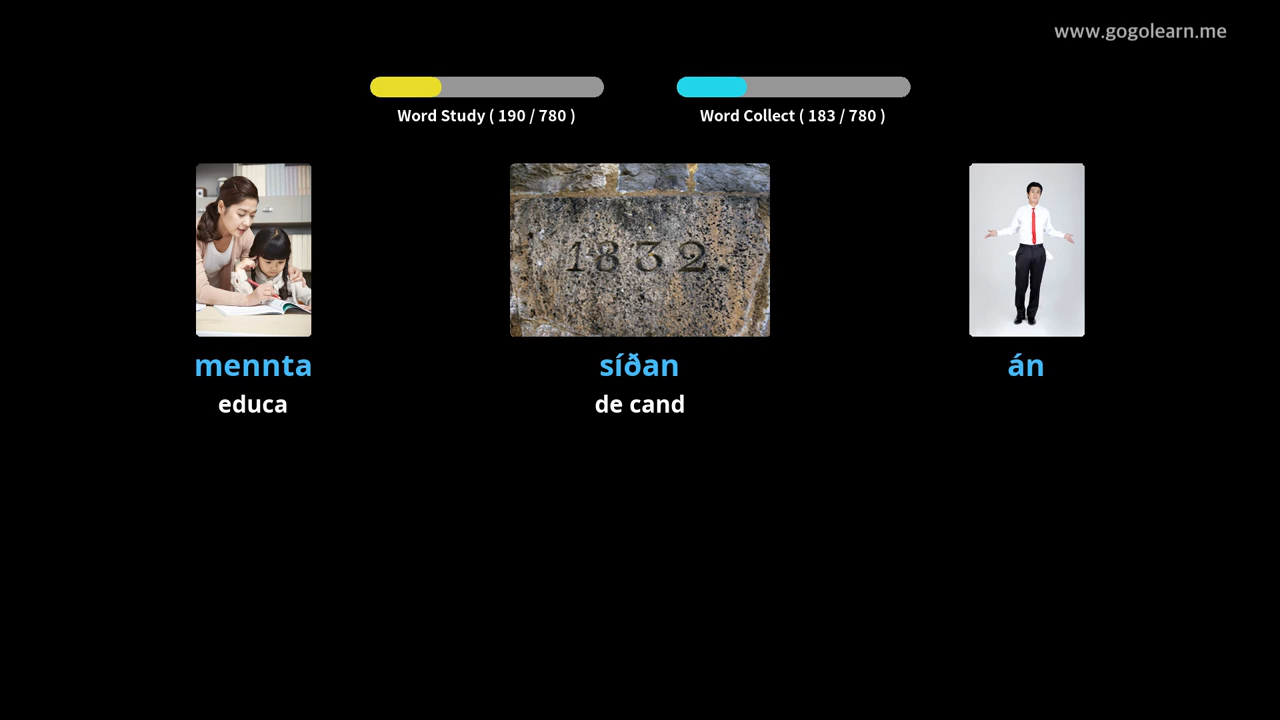 www.gogolearn.me
Word Study ( 190 / 780 )
Word Collect ( 183 / 780 )
1832.
mennta
síðan
án
educa
de cand